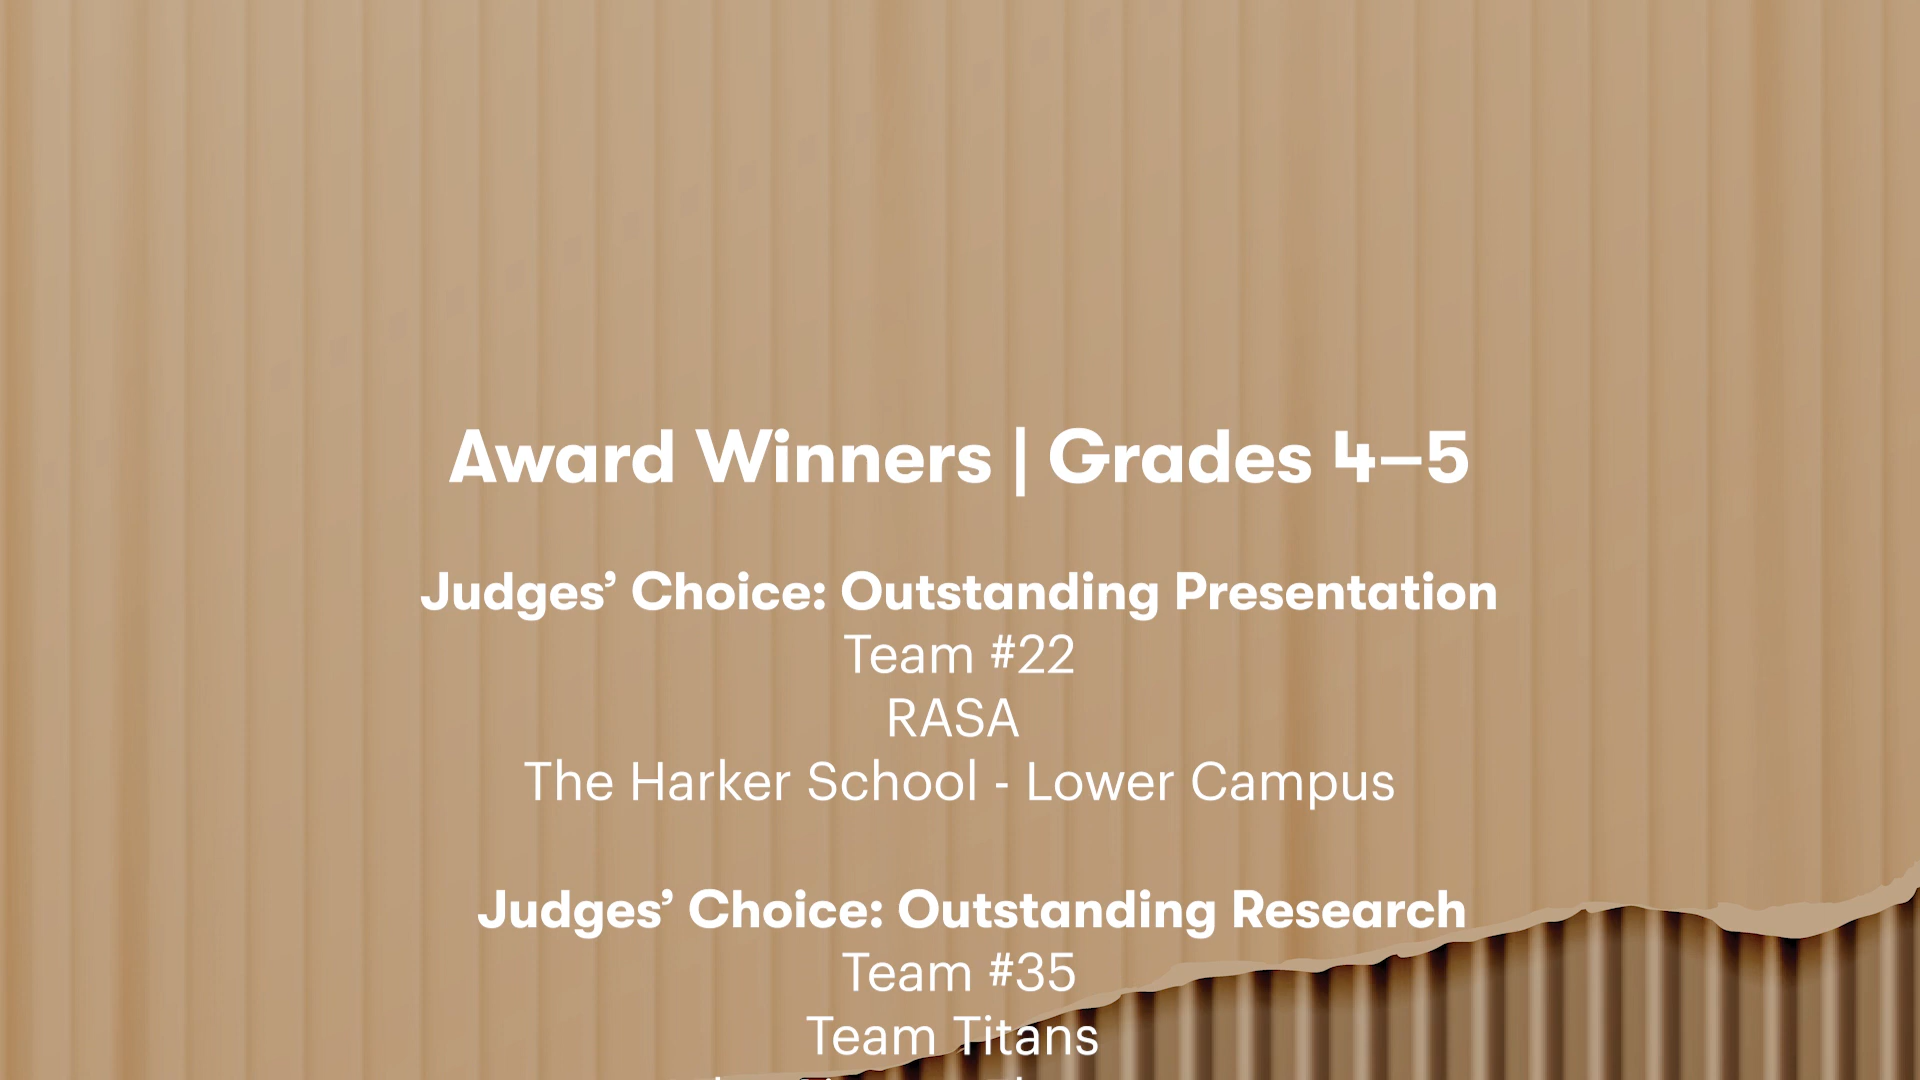 Award Winners | Grades 4–5
Judges’ Choice: Outstanding Presentation
Team #22
RASA
The Harker School - Lower Campus
Judges’ Choice: Outstanding Research
Team #35
Team Titans